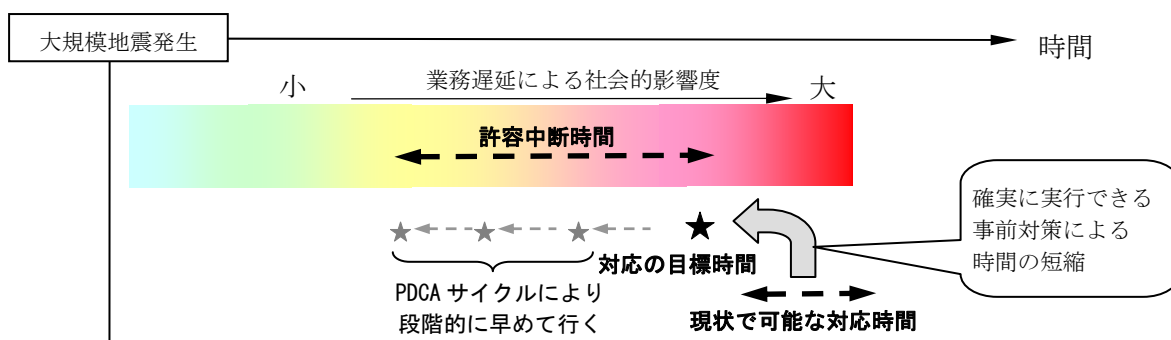 大規模地震発生
時間
小
業務遅延による社会的影響度
大
許容中断時間
確実に実行できる
事前対策による
時間の短縮
対応の目標時間
PDCA サイクルにより
段階的に早めて行く
現状で可能な対応時間